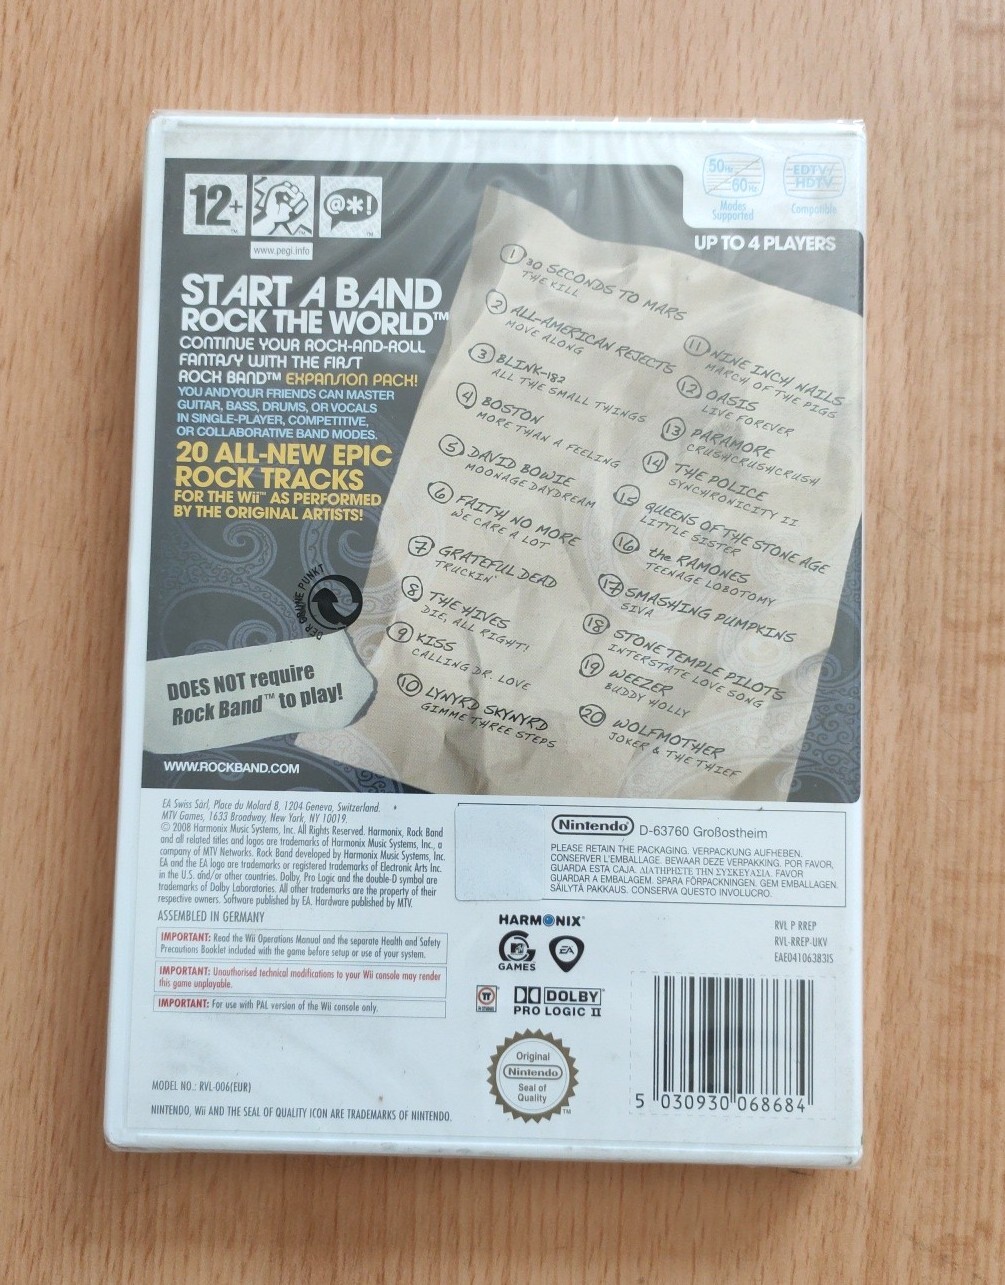 12+
@*!
www.pegi.info
50Hz
60Hz
Modes
Supported
EDTV/
HDTV
Compatible
UP TO 4 PLAYERS
START A BAND
ROCK THE WORLD™
CONTINUE YOUR ROCK-AND-ROLL
FANTASY WITH THE FIRST
ROCK BAND™ EXPANSION PACK!
YOU AND YOUR FRIENDS CAN MASTER
GUITAR, BASS, DRUMS, OR VOCALS
IN SINGLE-PLAYER, COMPETITIVE,
OR COLLABORATIVE BAND MODES.
20 ALL-NEW EPIC
ROCK TRACKS
FOR THE Wii™ AS PERFORMED
BY THE ORIGINAL ARTISTS!
DER GRÜNE PUNKT
DOES NOT require
Rock Band™ to play!
WWW.ROCKBAND.COM
1 30 SECONDS TO MARS
THE KILL
2 ALL-AMERICAN REJECTS
MOVE ALONG
3 BLINK-182
ALL THE SMALL THINGS
4 BOSTON
MORE THAN A FEELING
5 DAVID BOWIE
MOONAGE DAYDREAM
6 FAITH NO MORE
WE CARE A LOT
7 GRATEFUL DEAD
TRUCKIN'
8 THE HIVES
DIE, ALL RIGHT!
9 KISS
CALLING DR. LOVE
10 LYNYRD SKYNYRD
GIMME THREE STEPS
11 NINE INCH NAILS
MARCH OF THE PIGS
12 OASIS
LIVE FOREVER
13 PARAMORE
CRUSHCRUSHCRUSH
14 THE POLICE
SYNCHRONICITY II
15 QUEENS OF THE STONE AGE
LITTLE SISTER
16 the RAMONES
TEENAGE LOBOTOMY
17 SMASHING PUMPKINS
SIVA
18 STONE TEMPLE PILOTS
INTERSTATE LOVE SONG
19 WEEZER
BUDDY HOLLY
20 WOLFMOTHER
JOKER & THE THIEF
EA Swiss Sàrl, Place du Molard 8, 1204 Geneva, Switzerland. •
MTV Games, 1633 Broadway, New York, NY 10019.
© 2008 Harmonix Music Systems, Inc. All Rights Reserved. Harmonix, Rock Band
and all related titles and logos are trademarks of Harmonix Music Systems, Inc., a
company of MTV Networks. Rock Band developed by Harmonix Music Systems, Inc.
EA and the EA logo are trademarks or registered trademarks of Electronic Arts Inc.
in the U.S. and/or other countries. Dolby, Pro Logic and the double-D symbol are
trademarks of Dolby Laboratories. All other trademarks are the property of their
respective owners. Software published by EA. Hardware published by MTV.
ASSEMBLED IN GERMANY
IMPORTANT: Read the Wii Operations Manual and the separate Health and Safety
Precautions Booklet included with the game before setup or use of your system.
IMPORTANT: Unauthorised technical modifications to your Wii console may render
this game unplayable.
IMPORTANT: For use with PAL version of the Wii console only.
MODEL NO.: RVL-006(EUR)
NINTENDO, Wii AND THE SEAL OF QUALITY ICON ARE TRADEMARKS OF NINTENDO.
Nintendo® D-63760 Großostheim
PLEASE RETAIN THE PACKAGING. VERPACKUNG AUFHEBEN.
CONSERVER L'EMBALLAGE. BEWAAR DEZE VERPAKKING. POR FAVOR,
GUARDA ESTA CAJA. ΔΙΑΤΗΡΗΣΤΕ ΤΗΝ ΣΥΣΚΕΥΑΣΙΑ. FAVOR
GUARDAR A EMBALAGEM. SPARA FÖRPACKNINGEN. GEM EMBALLAGEN.
SÄILYTÄ PAKKAUS. CONSERVA QUESTO INVOLUCRO.
HARMONIX®
MTV
GAMES
EA
RVL P RREP
RVL-RREP-UKV
EAE04106383IS
DOLBY
PRO LOGIC II
Original
Nintendo
Seal of
Quality
TM
5 030930 068684